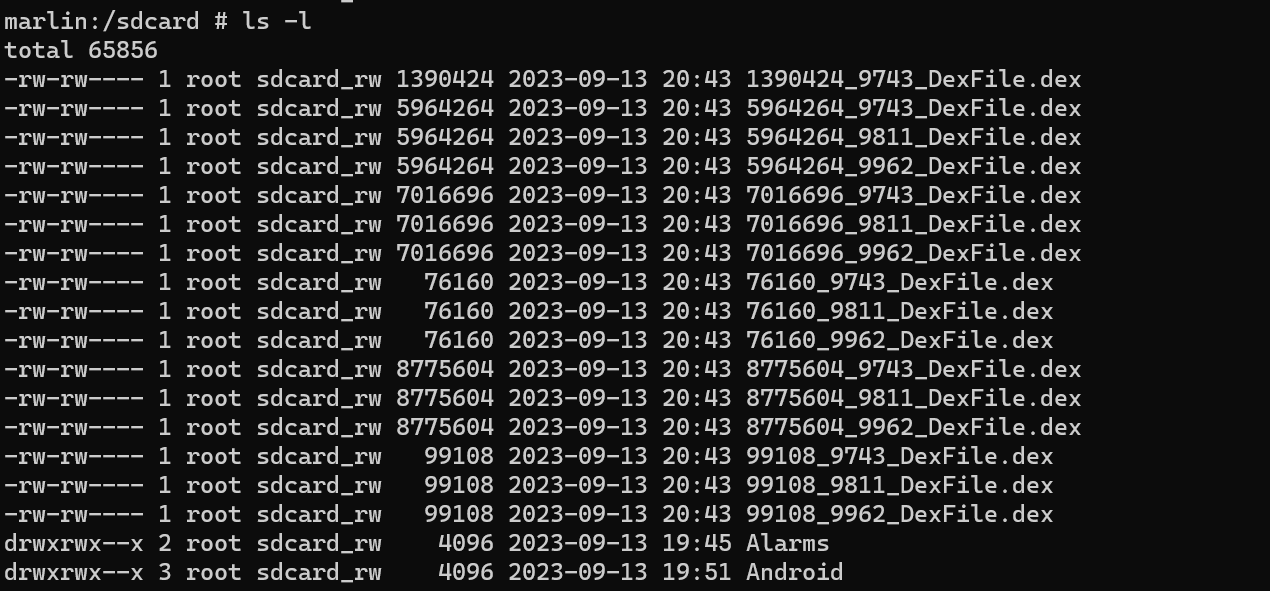 marlin:/sdcard # ls -l
total 65856
-rw-rw---- 1 root sdcard_rw 1390424 2023-09-13 20:43 1390424_9743_DexFile.dex
-rw-rw---- 1 root sdcard_rw 5964264 2023-09-13 20:43 5964264_9743_DexFile.dex
-rw-rw---- 1 root sdcard_rw 5964264 2023-09-13 20:43 5964264_9811_DexFile.dex
-rw-rw---- 1 root sdcard_rw 5964264 2023-09-13 20:43 5964264_9962_DexFile.dex
-rw-rw---- 1 root sdcard_rw 7016696 2023-09-13 20:43 7016696_9743_DexFile.dex
-rw-rw---- 1 root sdcard_rw 7016696 2023-09-13 20:43 7016696_9811_DexFile.dex
-rw-rw---- 1 root sdcard_rw 7016696 2023-09-13 20:43 7016696_9962_DexFile.dex
-rw-rw---- 1 root sdcard_rw   76160 2023-09-13 20:43 76160_9743_DexFile.dex
-rw-rw---- 1 root sdcard_rw   76160 2023-09-13 20:43 76160_9811_DexFile.dex
-rw-rw---- 1 root sdcard_rw   76160 2023-09-13 20:43 76160_9962_DexFile.dex
-rw-rw---- 1 root sdcard_rw 8775604 2023-09-13 20:43 8775604_9743_DexFile.dex
-rw-rw---- 1 root sdcard_rw 8775604 2023-09-13 20:43 8775604_9811_DexFile.dex
-rw-rw---- 1 root sdcard_rw 8775604 2023-09-13 20:43 8775604_9962_DexFile.dex
-rw-rw---- 1 root sdcard_rw   99108 2023-09-13 20:43 99108_9743_DexFile.dex
-rw-rw---- 1 root sdcard_rw   99108 2023-09-13 20:43 99108_9811_DexFile.dex
-rw-rw---- 1 root sdcard_rw   99108 2023-09-13 20:43 99108_9962_DexFile.dex
drwxrwx--x 2 root sdcard_rw    4096 2023-09-13 19:45 Alarms
drwxrwx--x 3 root sdcard_rw    4096 2023-09-13 19:51 Android